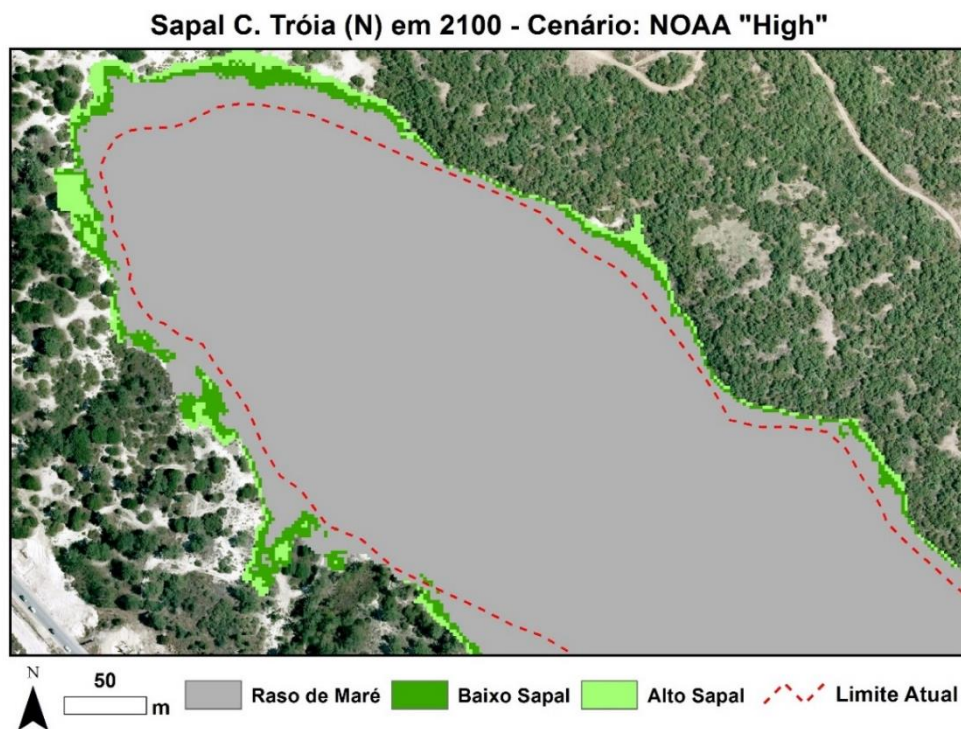 Sapal C. Tróia (N) em 2100 - Cenário: NOAA "High"
N
50
m
Raso de Maré
Baixo Sapal
Alto Sapal
Limite Atual